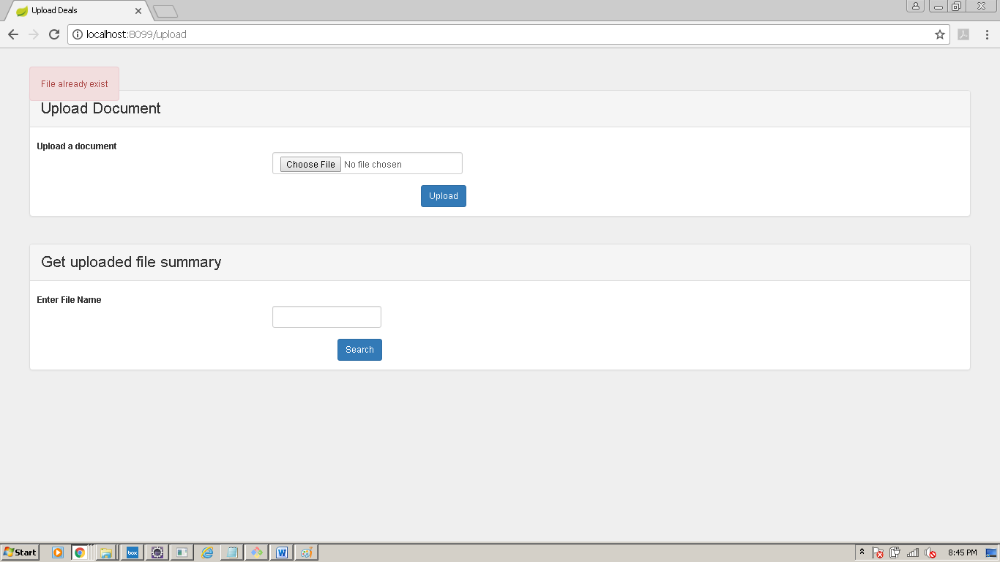 Upload Deals
localhost:8099/upload
File already exist
Upload Document
Upload a document
Choose File No file chosen
Upload
Get uploaded file summary
Enter File Name
Search
Start
box
W
8:45 PM